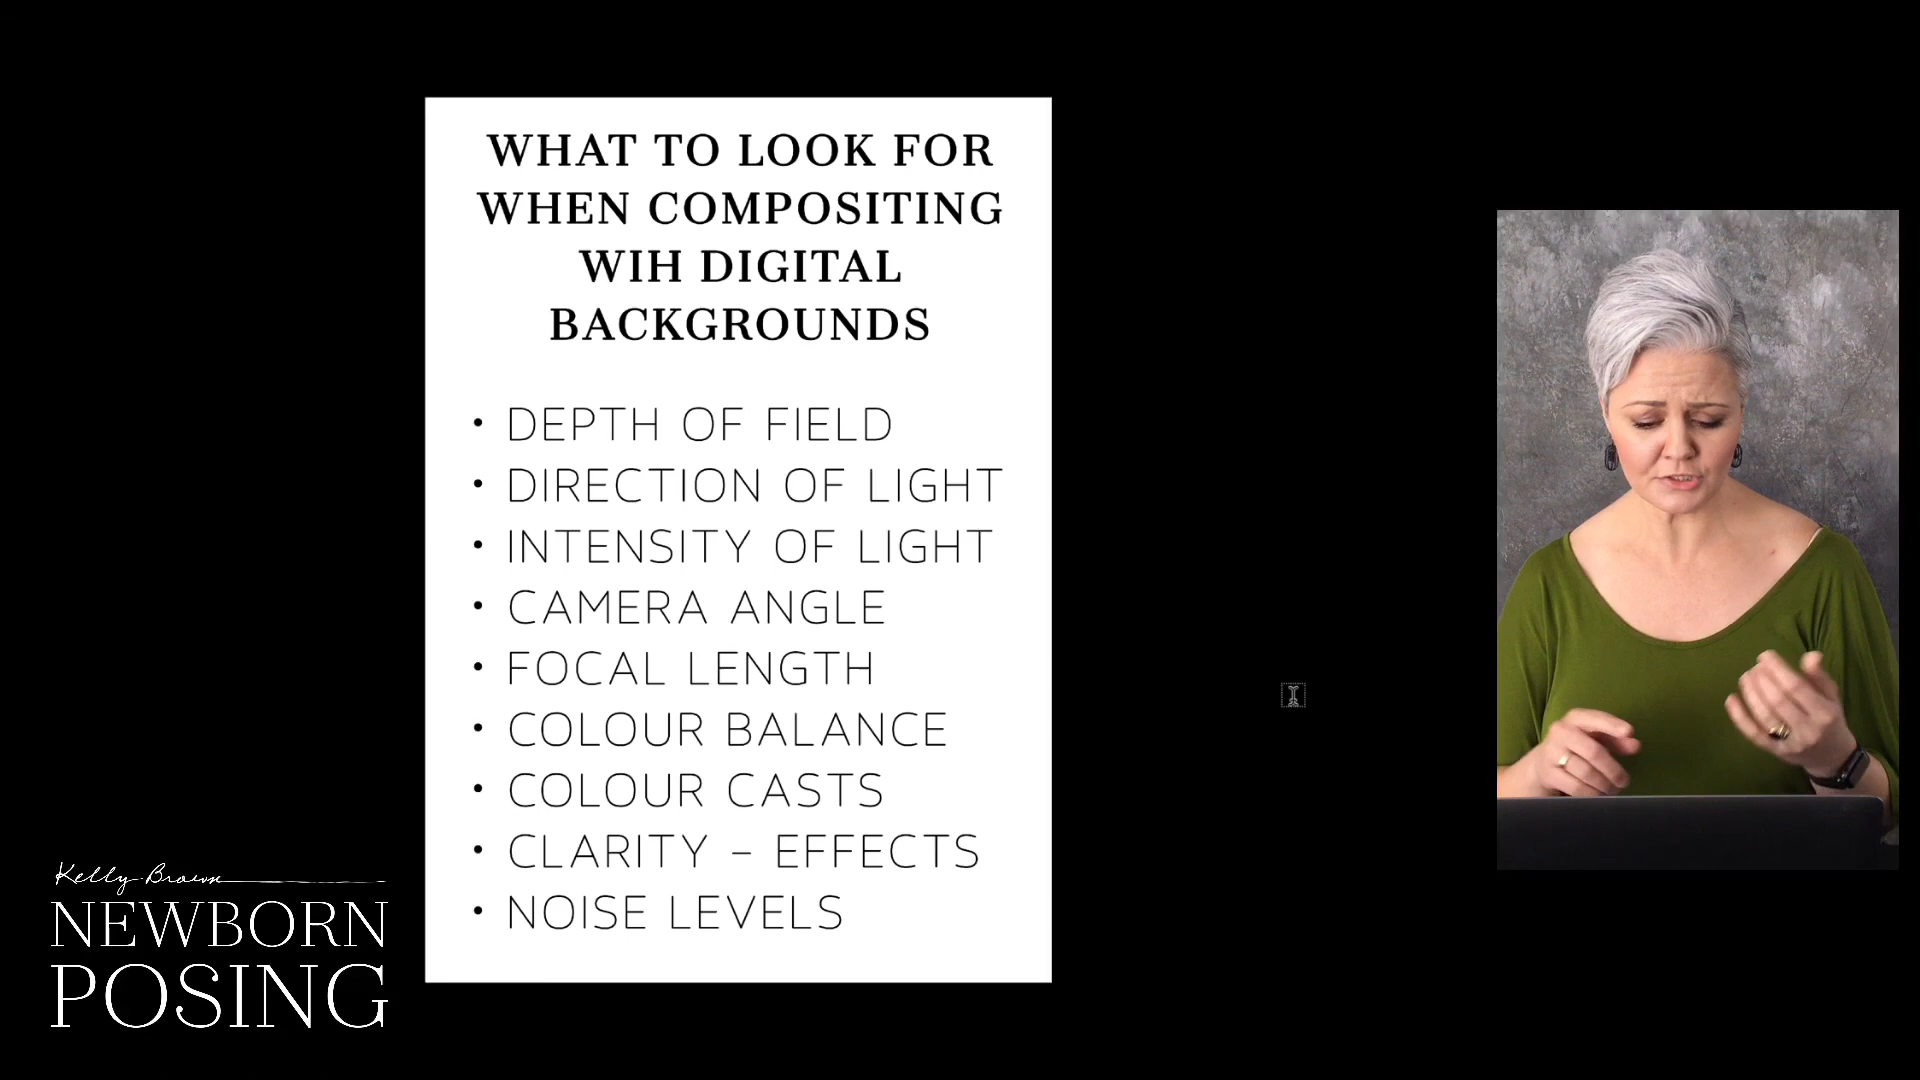 WHAT TO LOOK FOR
WHEN COMPOSITING
WIH DIGITAL
BACKGROUNDS
• DEPTH OF FIELD
• DIRECTION OF LIGHT
• INTENSITY OF LIGHT
• CAMERA ANGLE
• FOCAL LENGTH
• COLOUR BALANCE
• COLOUR CASTS
• CLARITY – EFFECTS
• NOISE LEVELS
Kelly Brown
NEWBORN
POSING